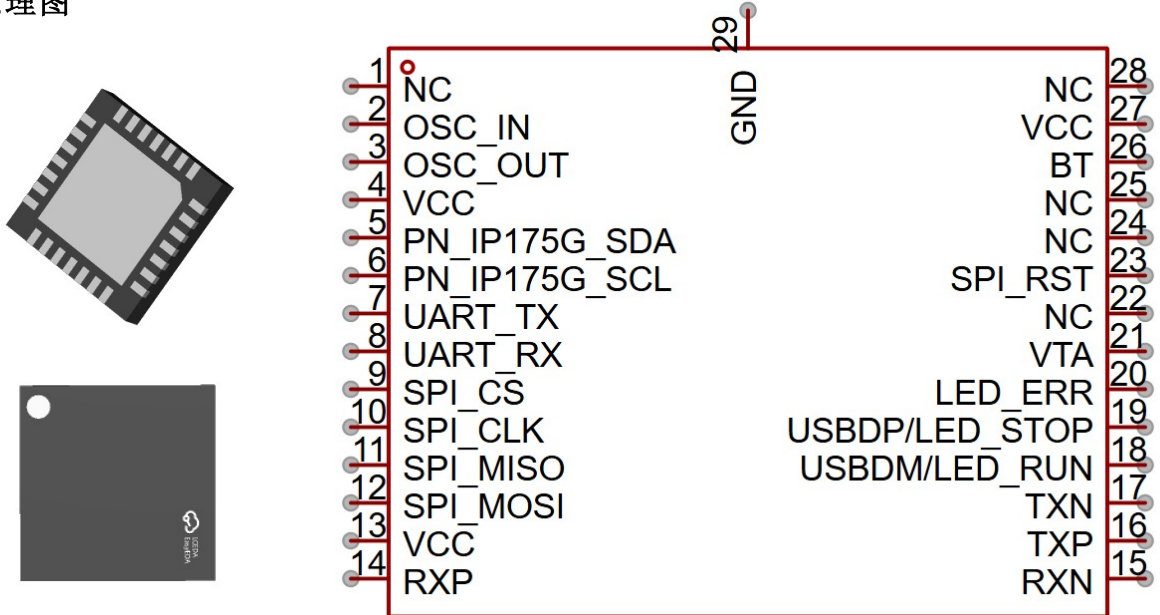 理图
29
GND
1 NC
2 OSC_IN
3 OSC_OUT
4 VCC
5 PN_IP175G_SDA
6 PN_IP175G_SCL
7 UART_TX
8 UART_RX
9 SPI_CS
10 SPI_CLK
11 SPI_MISO
12 SPI_MOSI
13 VCC
14 RXP
28 NC
27 VCC
26 BT
25 NC
24 NC
23 SPI_RST
22 NC
21 VTA
20 LED_ERR
19 USBDP/LED_STOP
18 USBDM/LED_RUN
17 TXN
16 TXP
15 RXN
LCEDA
EasyEDA